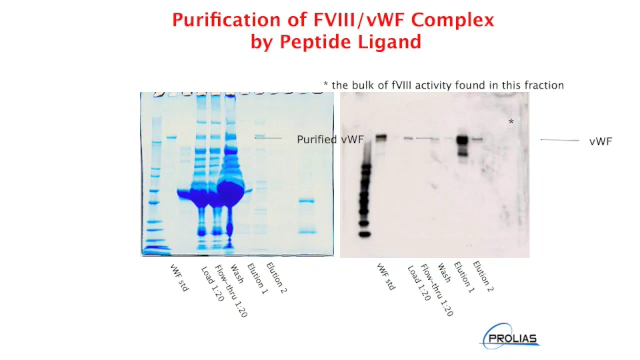 Purification of FVIII/vWF Complex
by Peptide Ligand
* the bulk of fVIII activity found in this fraction
*
Purified vWF
vWF
vWF std
Load 1:20
Flow-thru 1:20
Wash
Elution 1
Elution 2
vWF std
Load 1:20
Flow-thru 1:20
Wash
Elution 1
Elution 2
PROLIAS